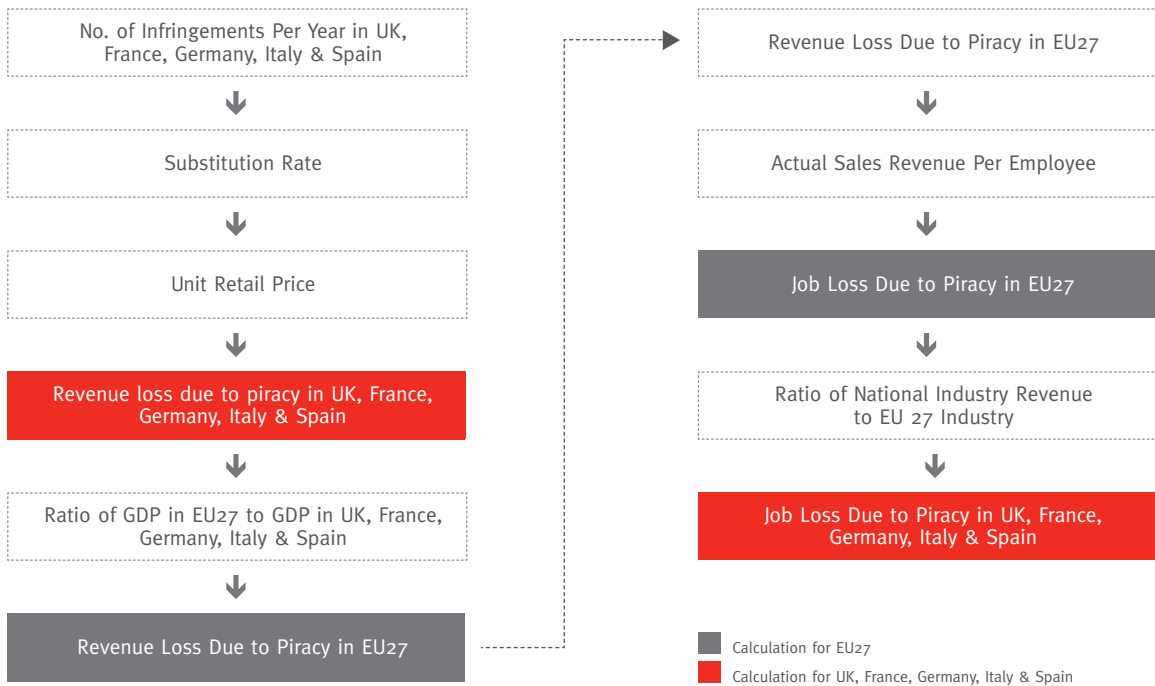 No. of Infringements Per Year in UK,
France, Germany, Italy & Spain
Substitution Rate
Unit Retail Price
Revenue loss due to piracy in UK, France,
Germany, Italy & Spain
Ratio of GDP in EU27 to GDP in UK, France,
Germany, Italy & Spain
Revenue Loss Due to Piracy in EU27
Revenue Loss Due to Piracy in EU27
Actual Sales Revenue Per Employee
Job Loss Due to Piracy in EU27
Ratio of National Industry Revenue
to EU 27 Industry
Job Loss Due to Piracy in UK, France,
Germany, Italy & Spain
Calculation for EU27
Calculation for UK, France, Germany, Italy & Spain